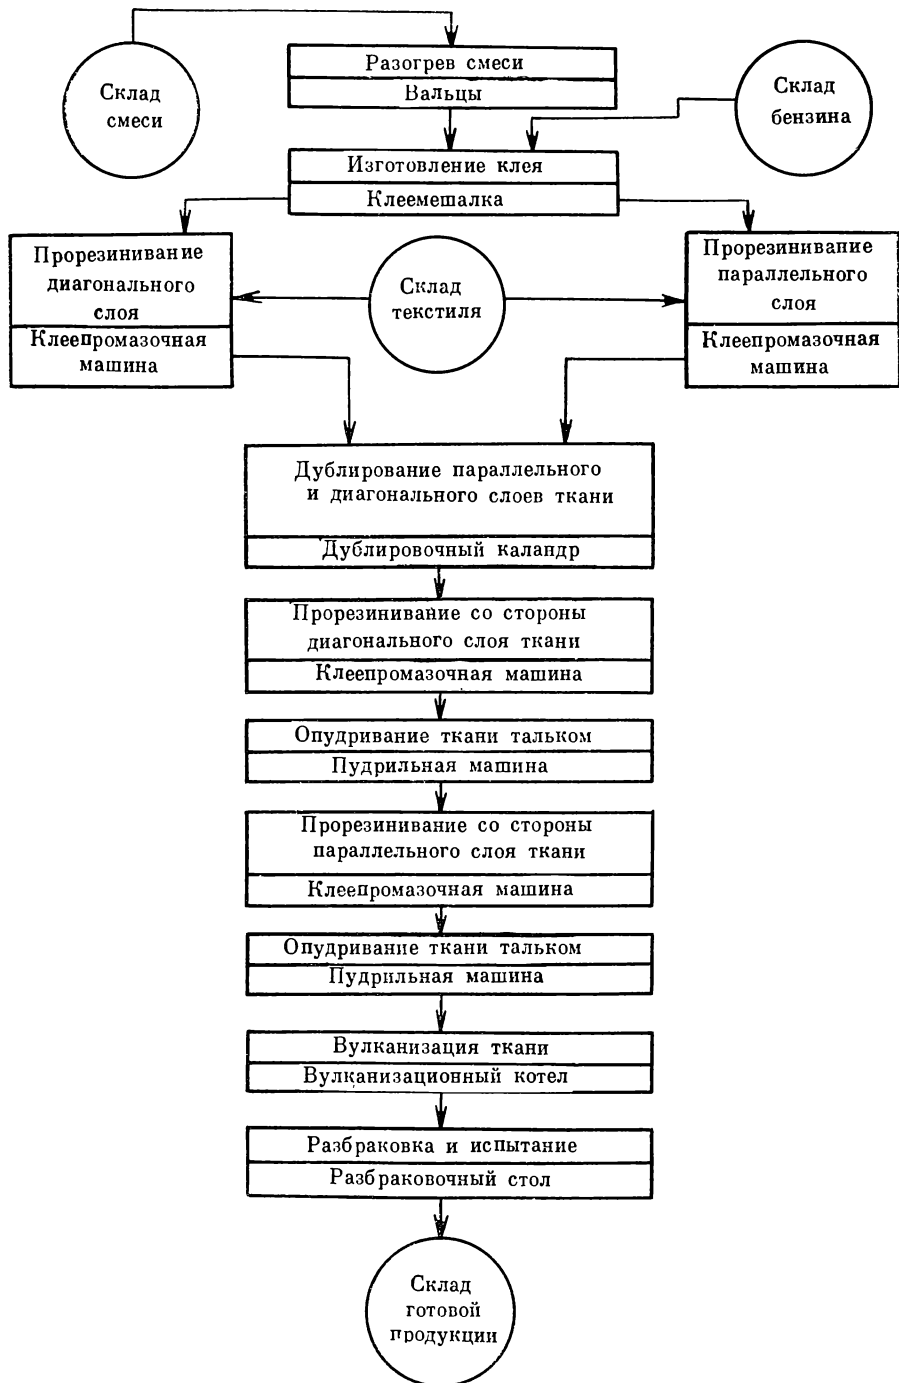 Склад
смеси
Разогрев смеси
Вальцы
Склад
бензина
Изготовление клея
Клеемешалка
Прорезинивание
диагонального
слоя
Клеепромазочная
машина
Склад
текстиля
Прорезинивание
параллельного
слоя
Клеепромазочная
машина
Дублирование параллельного
и диагонального слоев ткани
Дублировочный каландр
Прорезинивание со стороны
диагонального слоя ткани
Клеепромазочная машина
Опудривание ткани тальком
Пудрильная машина
Прорезинивание со стороны
параллельного слоя ткани
Клеепромазочная машина
Опудривание ткани тальком
Пудрильная машина
Вулканизация ткани
Вулканизационный котел
Разбраковка и испытание
Разбраковочный стол
Склад
готовой
продукции